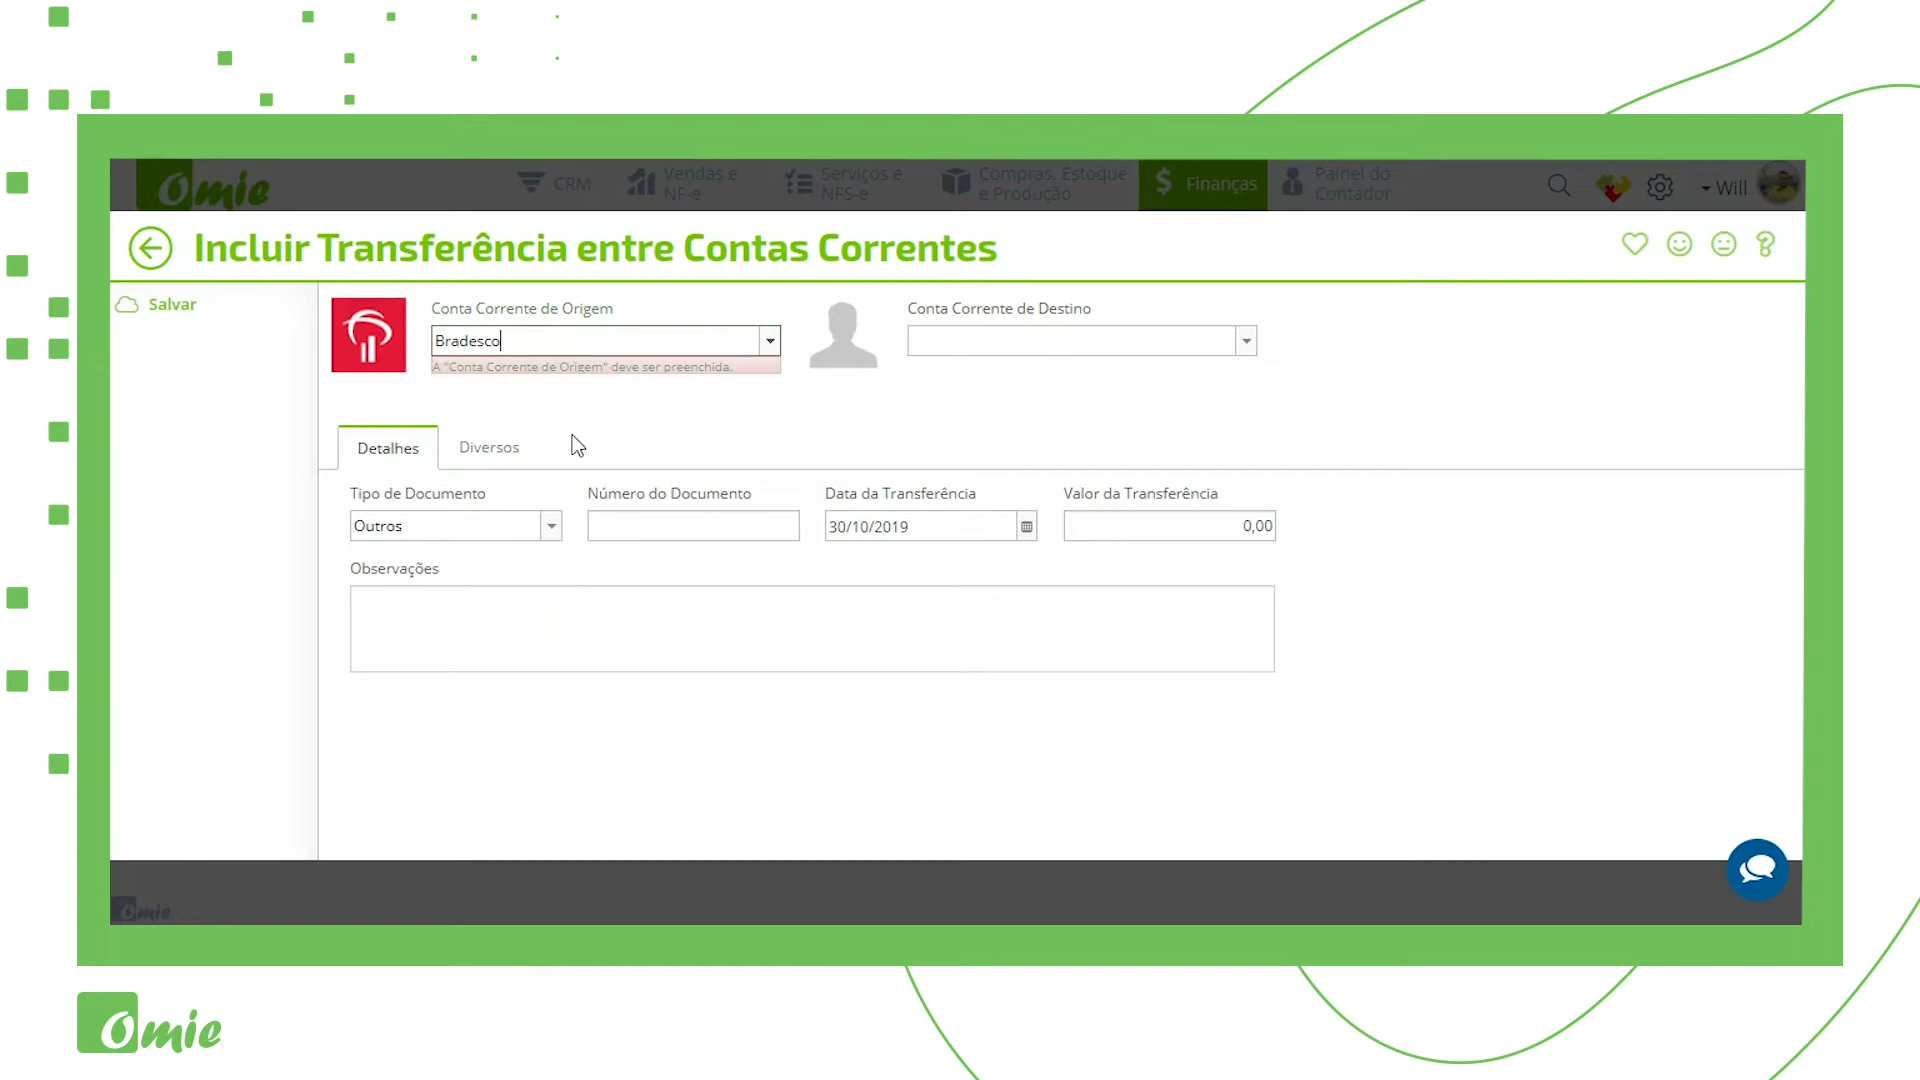 Omie
CRM
Vendas e
NF-e
Serviços e
NFS-e
Compras, Estoque
e Produção
$ Finanças
Painel do
Contador
Will
Incluir Transferência entre Contas Correntes
Salvar
Conta Corrente de Origem
Bradesco
A "Conta Corrente de Origem" deve ser preenchida.
Conta Corrente de Destino
Detalhes
Diversos
Tipo de Documento
Outros
Número do Documento
Data da Transferência
30/10/2019
Valor da Transferência
0,00
Observações
Omie
Omie